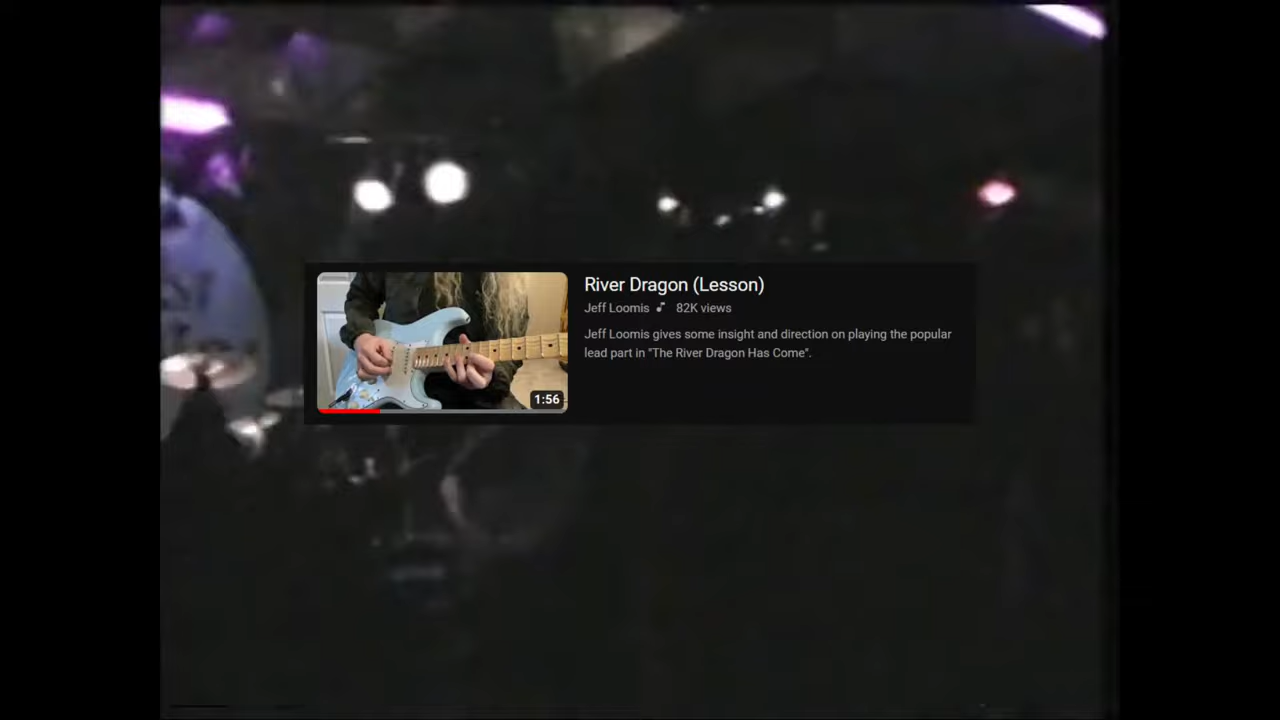 River Dragon (Lesson)
Jeff Loomis 82K views
Jeff Loomis gives some insight and direction on playing the popular
lead part in "The River Dragon Has Come".
1:56